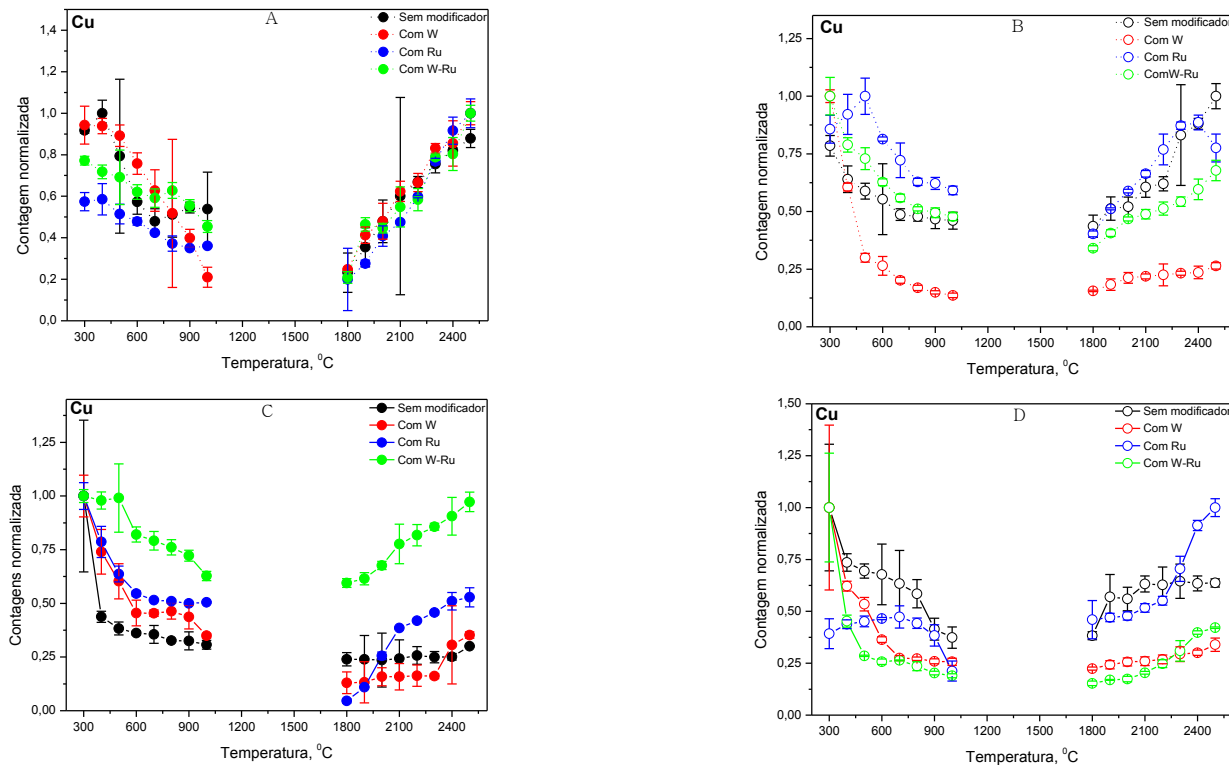 Cu
A
Sem modificador
Com W
Com Ru
Com W-Ru
Contagem normalizada
1,4
1,2
1,0
0,8
0,6
0,4
0,2
0,0
300 600 900 1200 1500 1800 2100 2400
Temperatura, ⁰C
Cu
B
Sem modificador
Com W
Com Ru
ComW-Ru
Contagem normalizada
1,25
1,00
0,75
0,50
0,25
0,00
300 600 900 1200 1500 1800 2100 2400
Temperatura, ⁰C
Cu
C
Sem modificador
Com W
Com Ru
Com W-Ru
Contagens normalizada
1,25
1,00
0,75
0,50
0,25
0,00
300 600 900 1200 1500 1800 2100 2400
Temperatura, ⁰C
Cu
D
Sem modificador
Com W
Com Ru
Com W-Ru
Contagem normalizada
1,50
1,25
1,00
0,75
0,50
0,25
0,00
300 600 900 1200 1500 1800 2100 2400
Temperatura, ⁰C